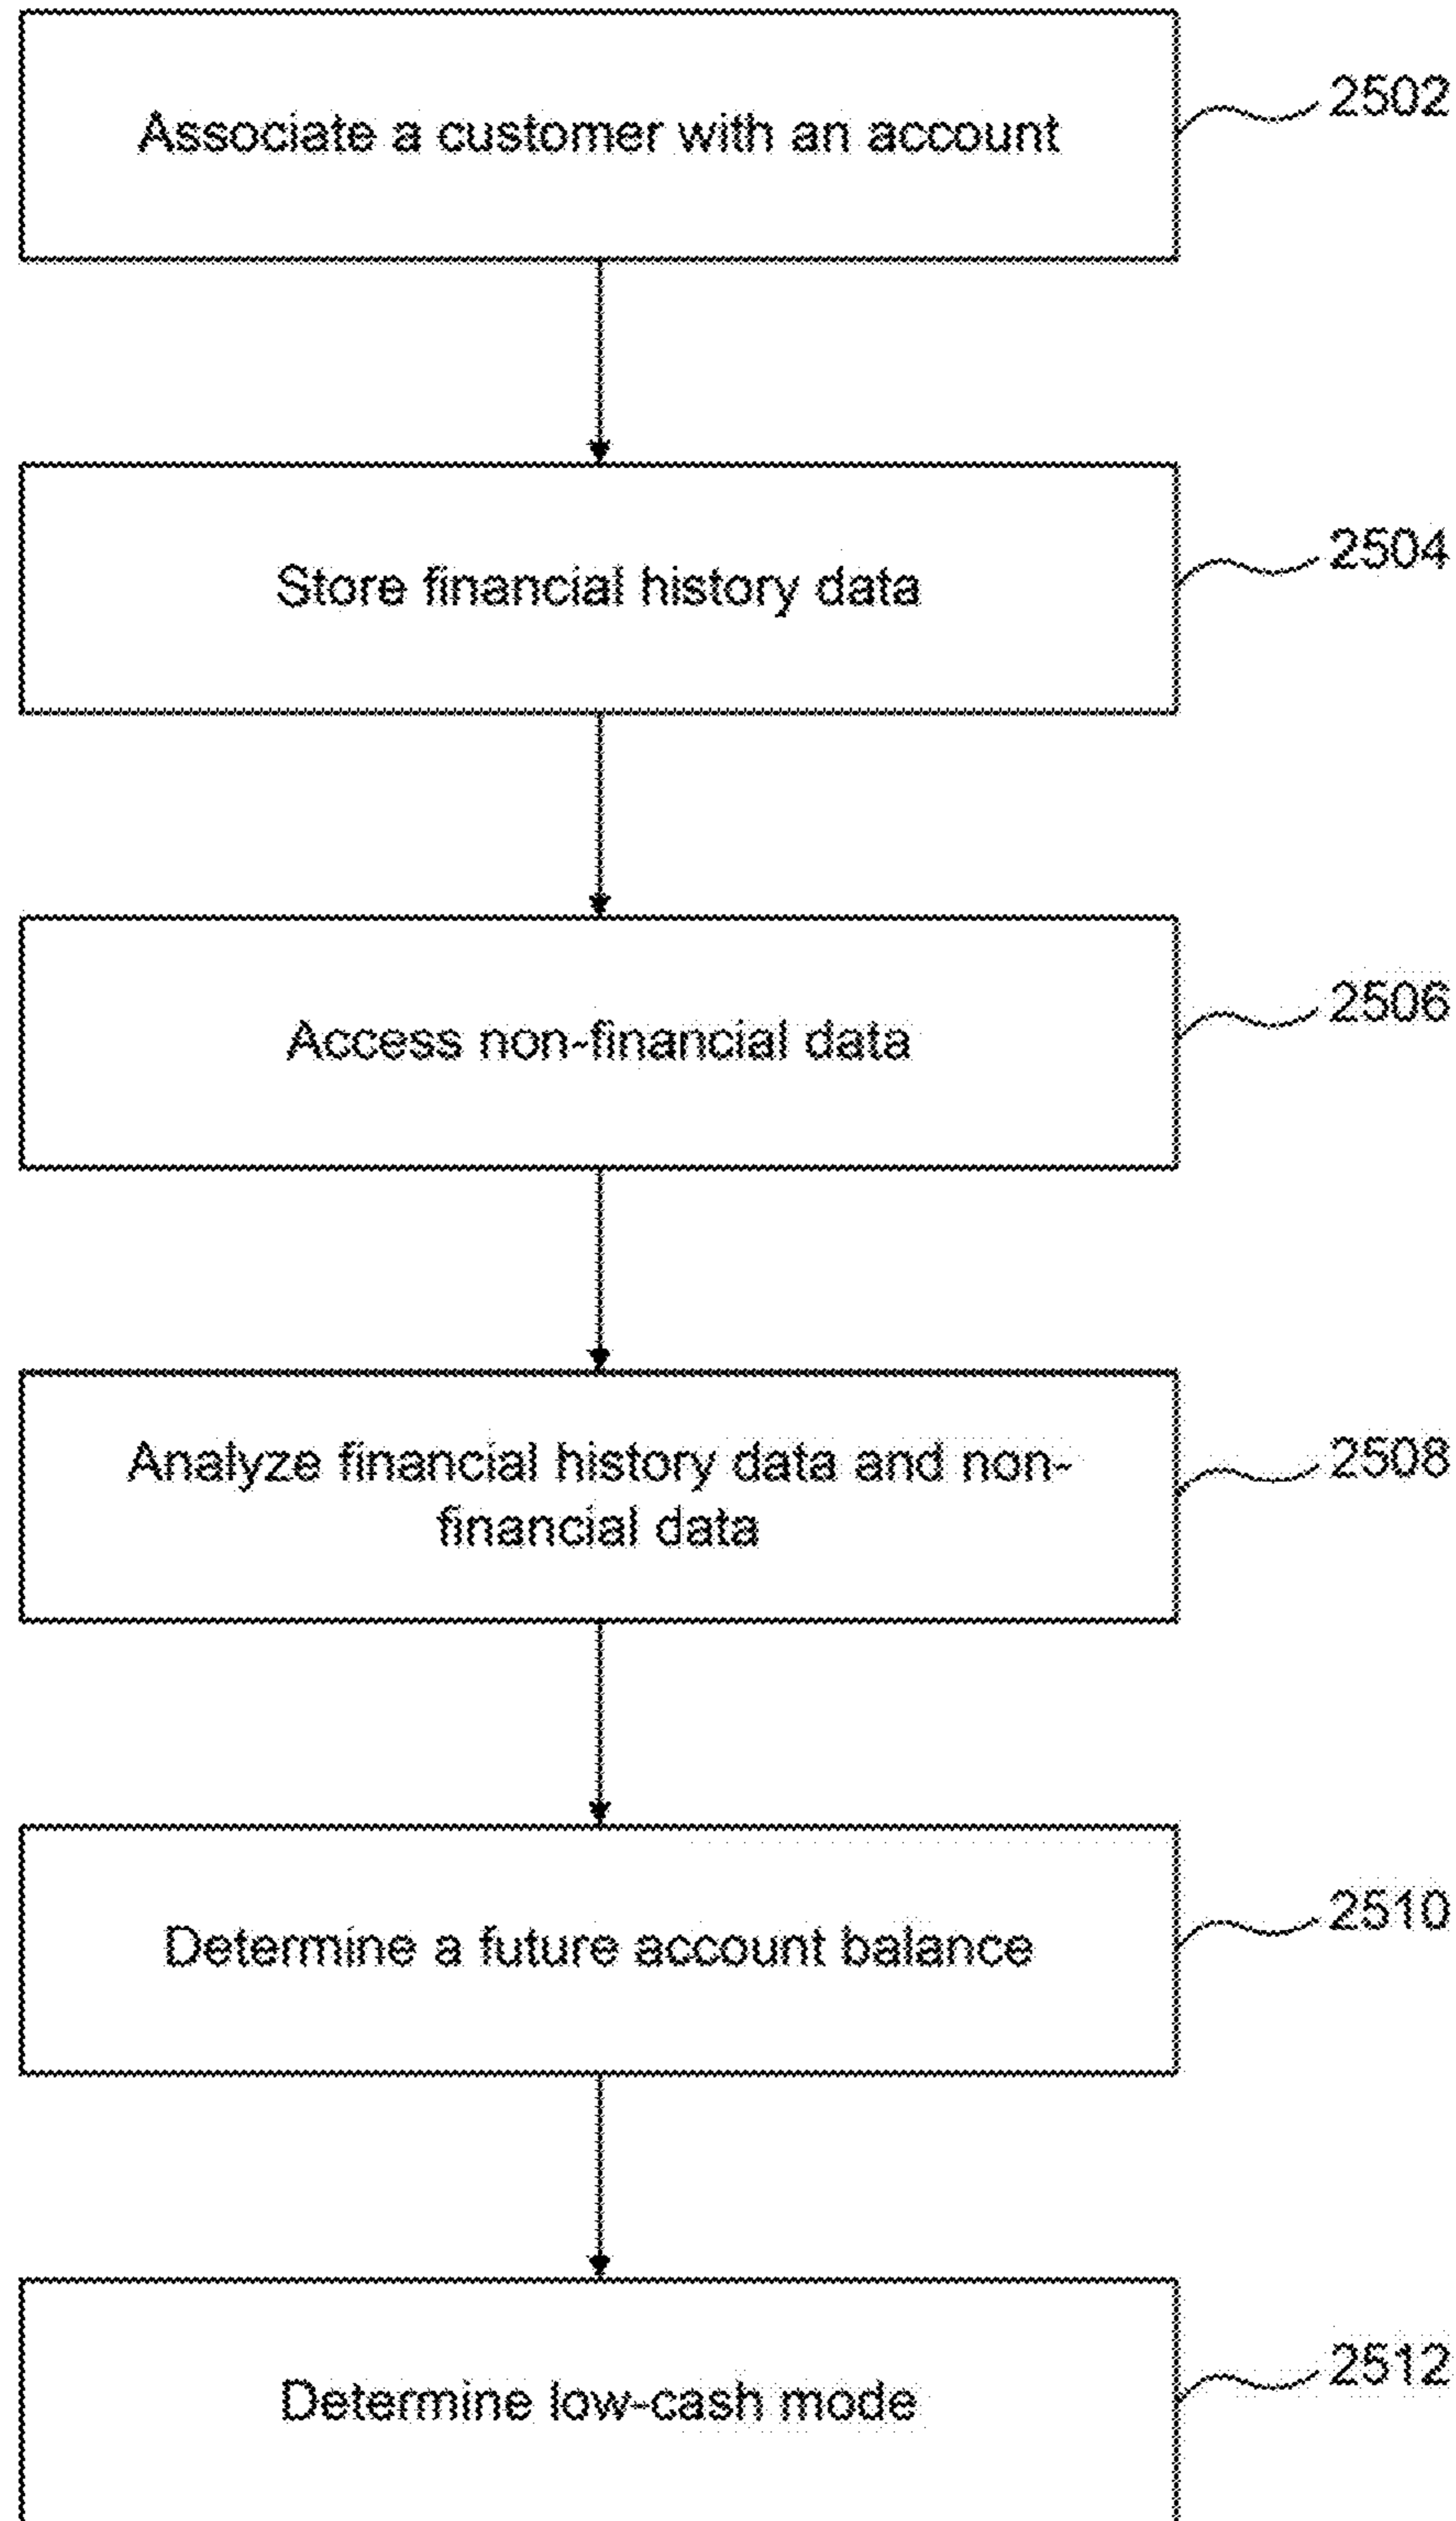 Associate a customer with an account
2502
Store financial history data
2504
Access non-financial data
2506
Analyze financial history data and non-
financial data
2508
Determine a future account balance
2510
Determine low-cash mode
2512